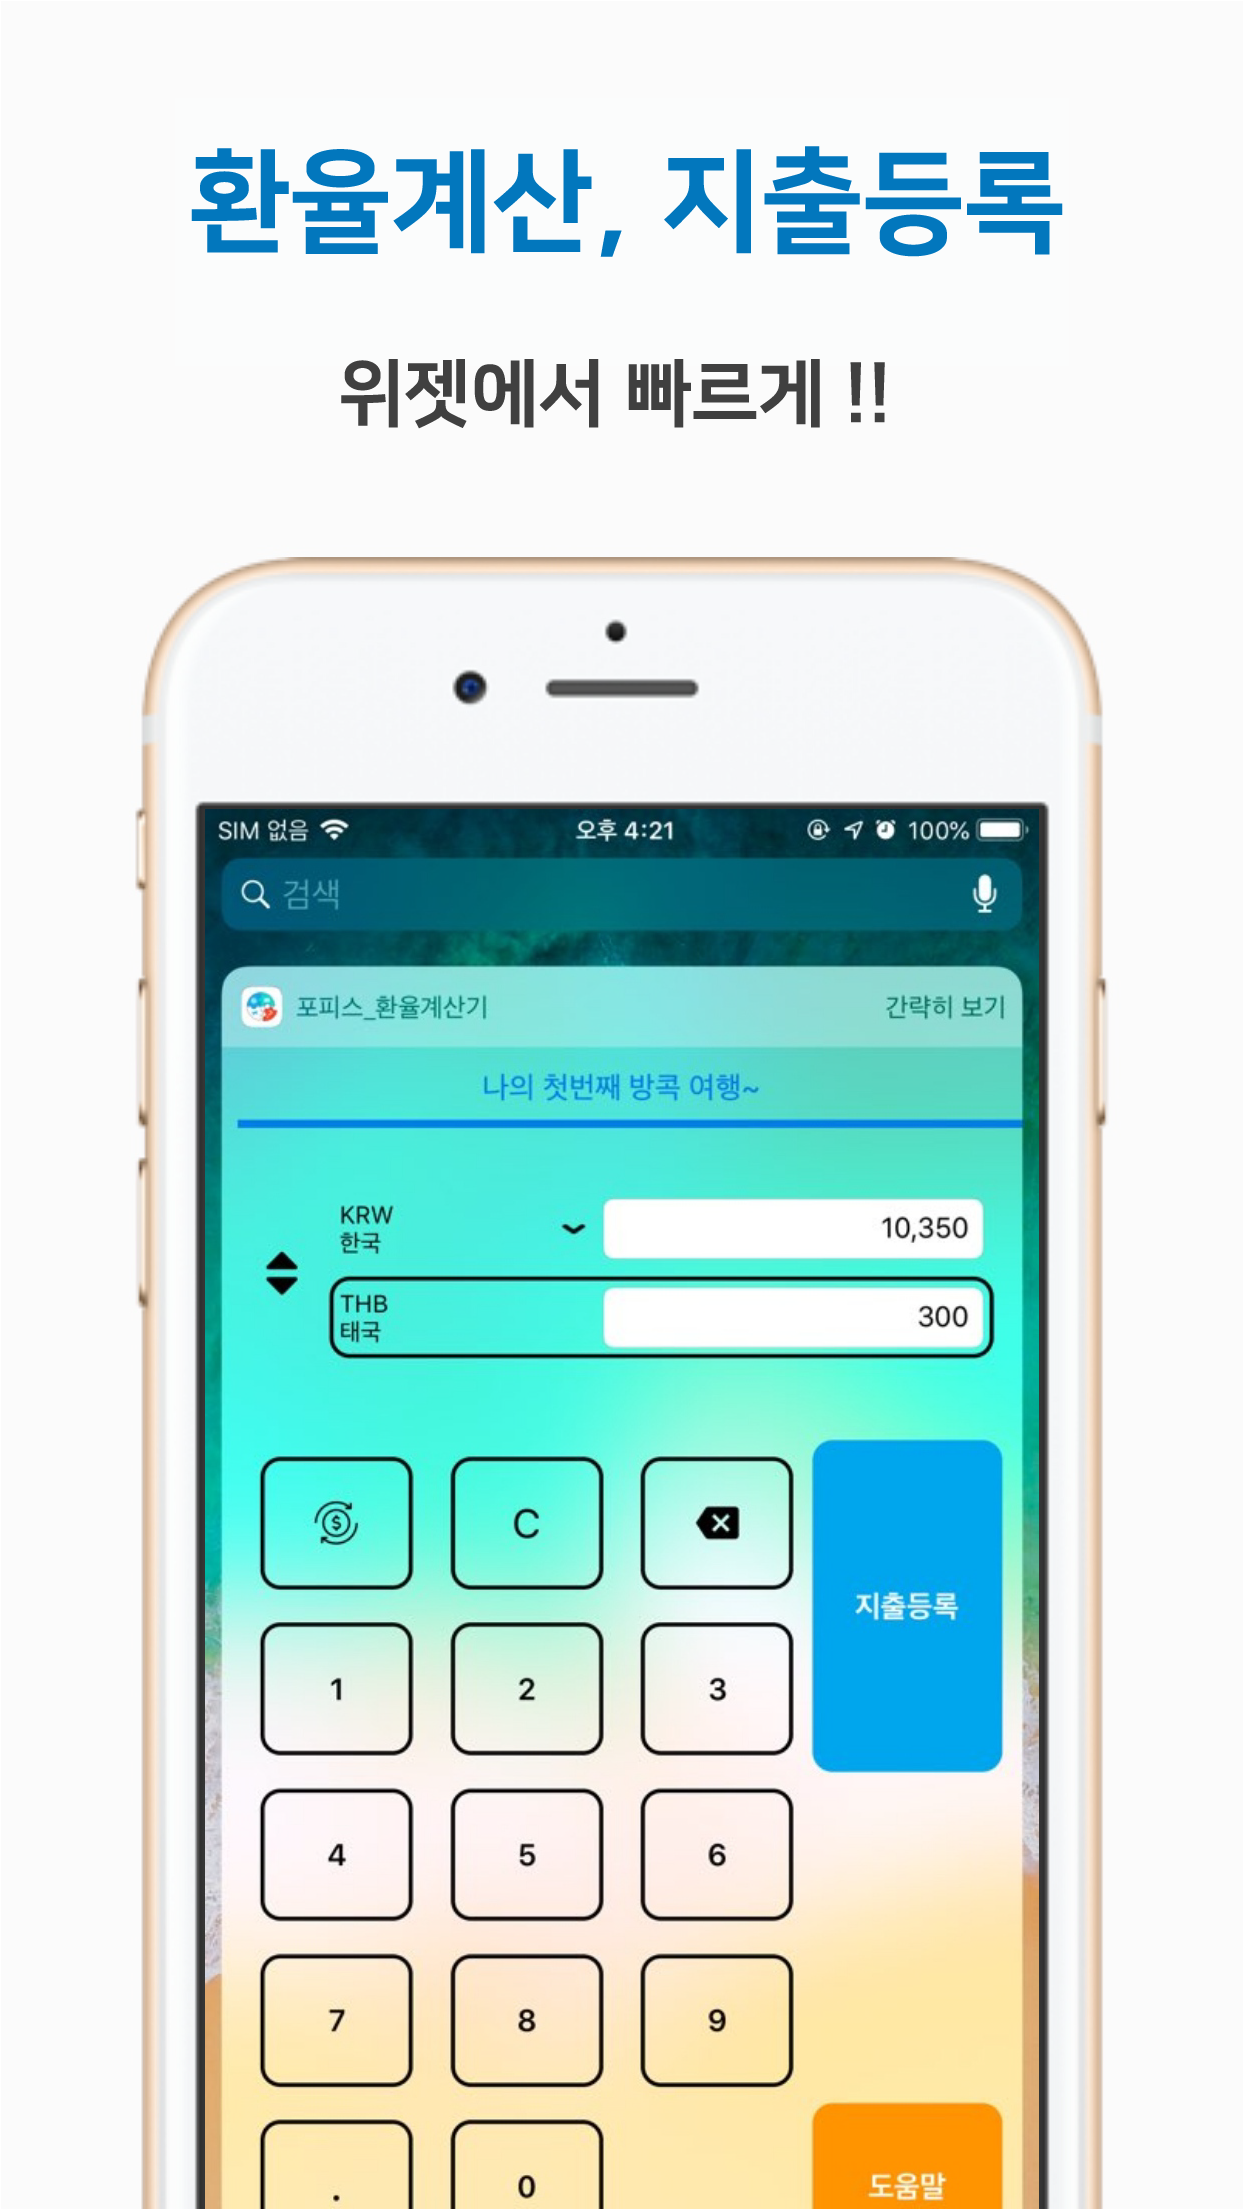 환율계산, 지출등록
위젯에서 빠르게 !!
SIM 없음 오후 4:21 100%
검색
포피스_환율계산기 간략히 보기
나의 첫번째 방콕 여행~
KRW
한국
10,350
THB
태국
300
$ C
지출등록
1 2 3
4 5 6
7 8 9
. 0
도움말